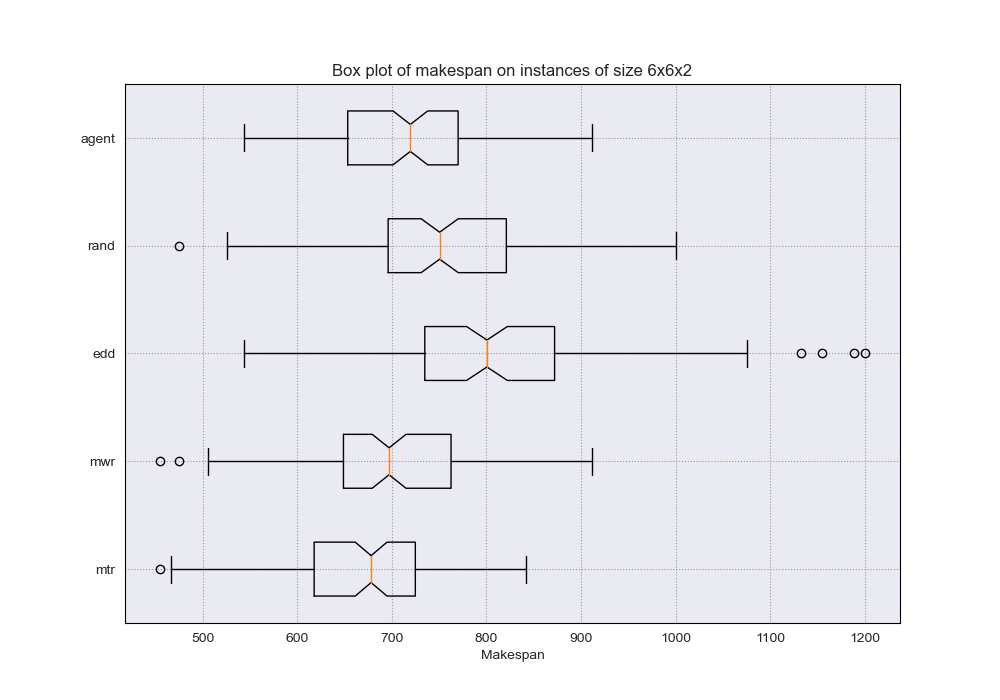 Box plot of makespan on instances of size 6x6x2
agent
rand
edd
mwr
mtr
500 600 700 800 900 1000 1100 1200
Makespan